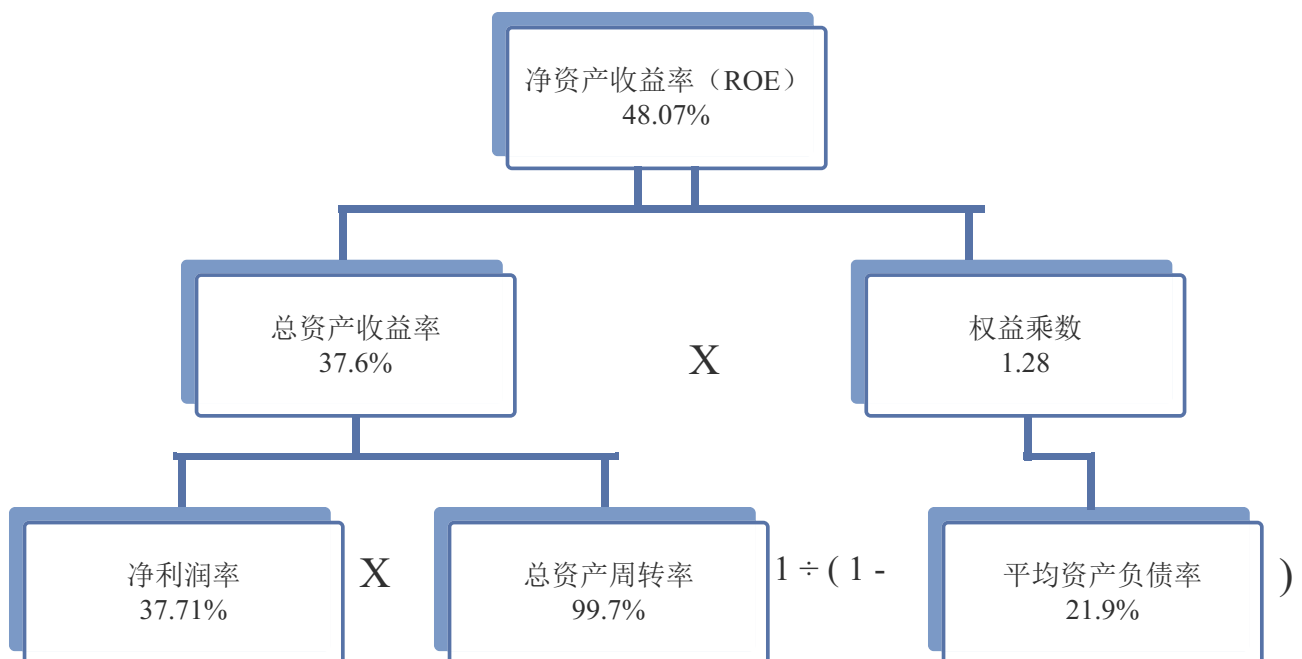 净资产收益率（ROE）
48.07%
总资产收益率
37.6%
X
权益乘数
1.28
净利润率
37.71%
X
总资产周转率
99.7%
1 ÷ ( 1 -
平均资产负债率
21.9%
)